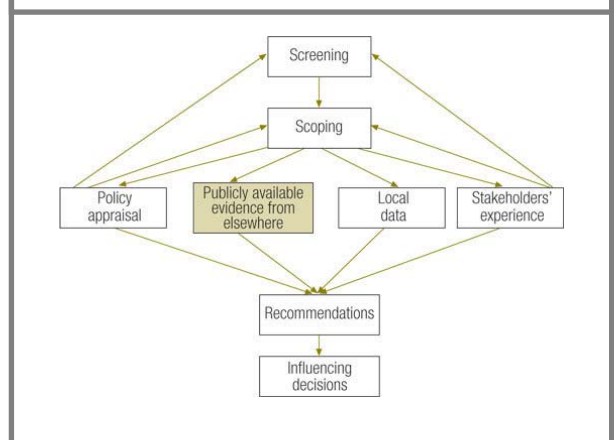 Screening
Scoping
Policy
appraisal
Publicly available
evidence from
elsewhere
Local
data
Stakeholders'
experience
Recommendations
Influencing
decisions